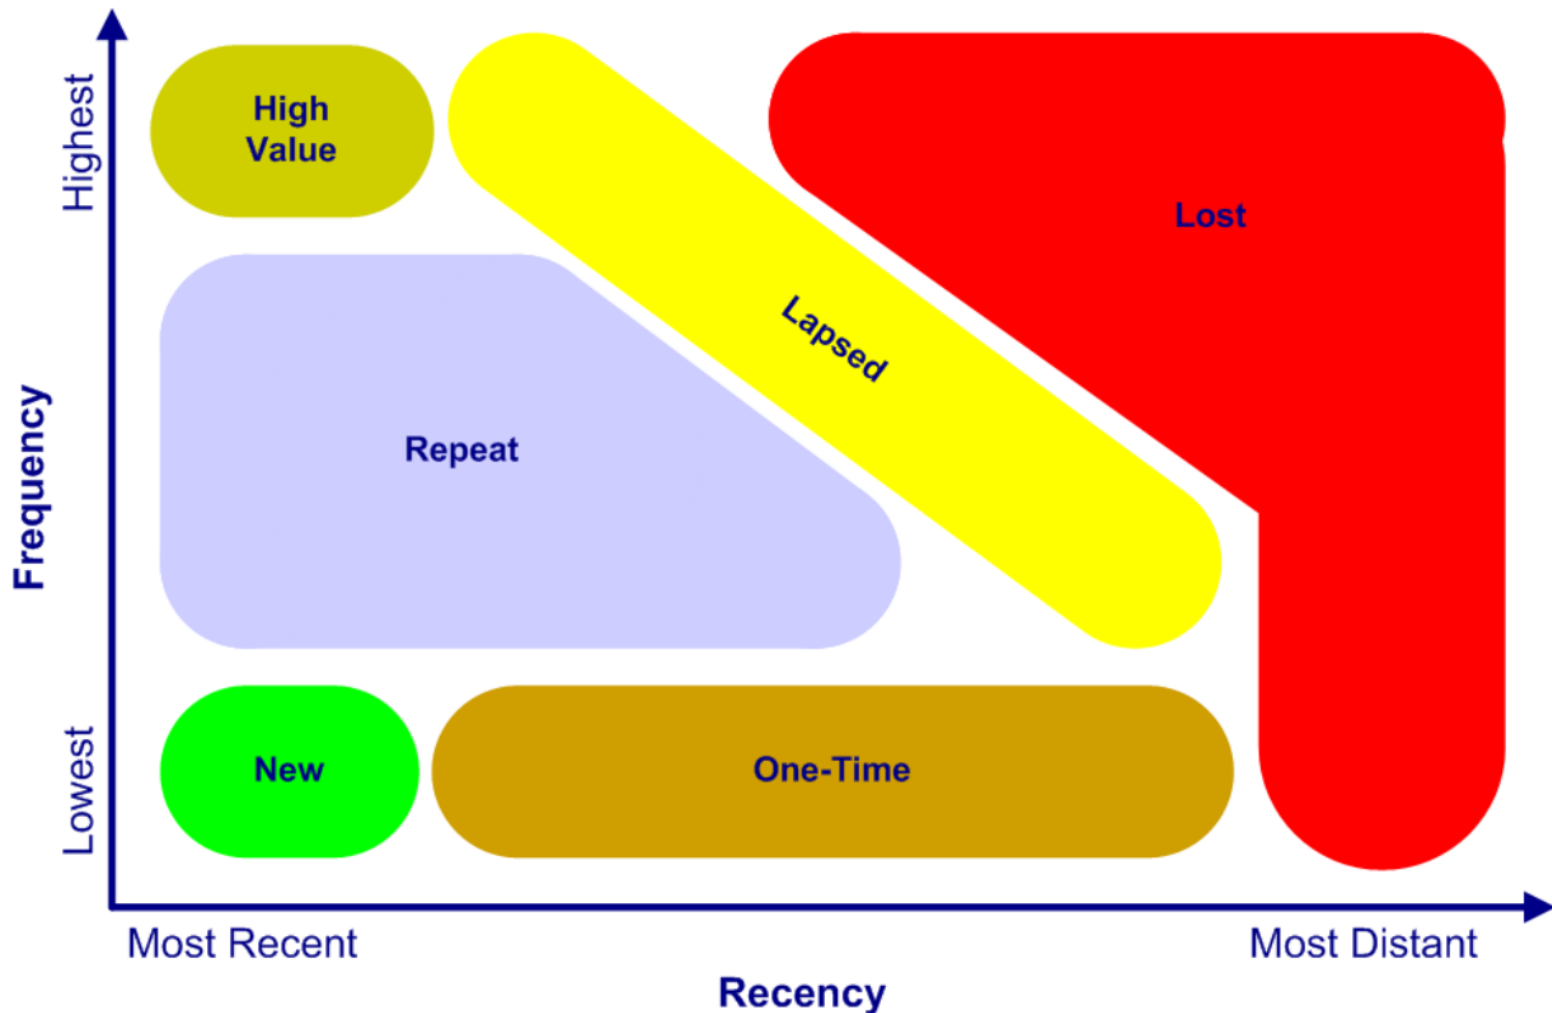 Highest
High
Value
Lost
Lapsed
Frequency
Repeat
Lowest
New
One-Time
Most Recent
Most Distant
Recency